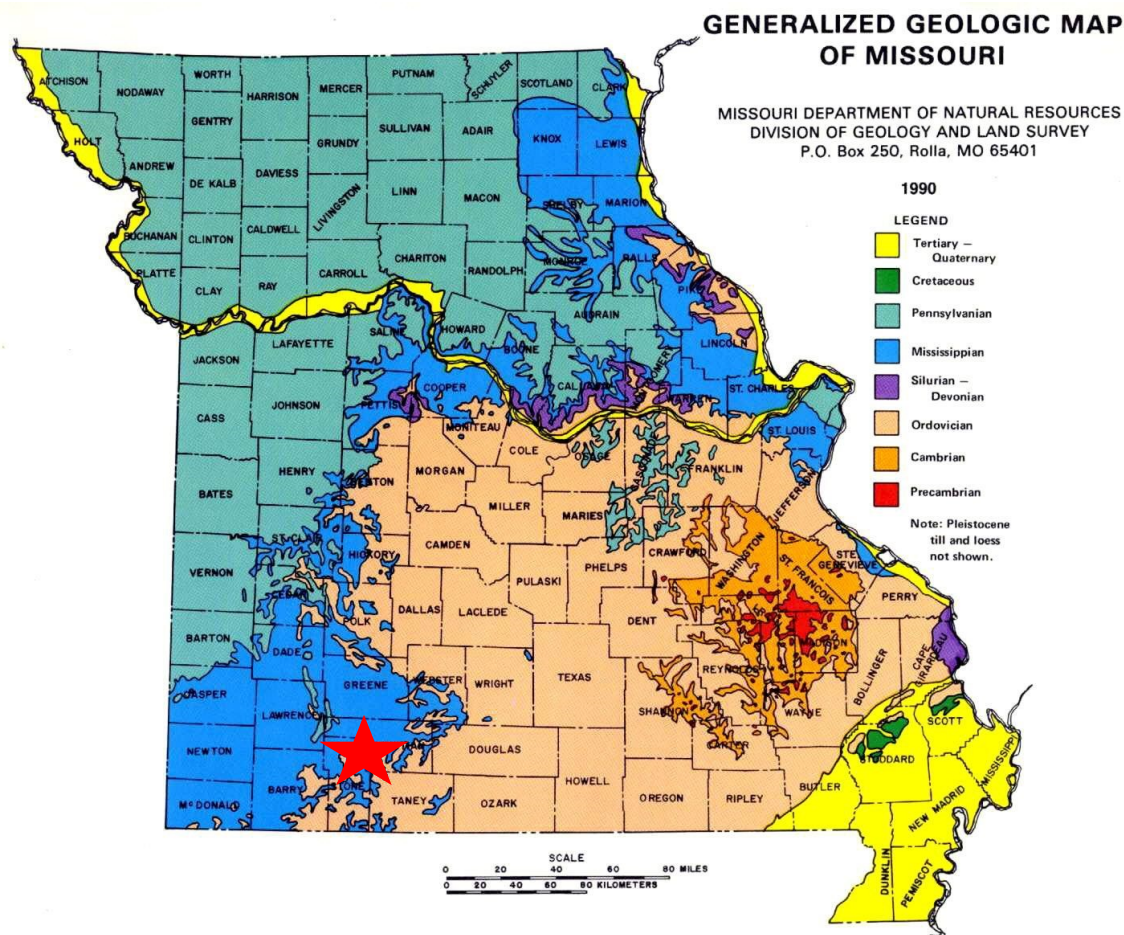 GENERALIZED GEOLOGIC MAP
OF MISSOURI
MISSOURI DEPARTMENT OF NATURAL RESOURCES
DIVISION OF GEOLOGY AND LAND SURVEY
P.O. Box 250, Rolla, MO 65401
1990
LEGEND
Tertiary –
Quaternary
Cretaceous
Pennsylvanian
Mississippian
Silurian –
Devonian
Ordovician
Cambrian
Precambrian
Note: Pleistocene
till and loess
not shown.
ATCHISON
NODAWAY
WORTH
HARRISON
MERCER
PUTNAM
SCHUYLER
SCOTLAND
CLARK
HOLT
ANDREW
GENTRY
GRUNDY
SULLIVAN
ADAIR
KNOX
LEWIS
DE KALB
DAVIESS
LIVINGSTON
LINN
MACON
SHELBY
MARION
BUCHANAN
CLINTON
CALDWELL
CHARITON
RANDOLPH
MONROE
RALLS
PIKE
PLATTE
CLAY
RAY
CARROLL
SALINE
HOWARD
BOONE
AUDRAIN
LINCOLN
JACKSON
LAFAYETTE
COOPER
CALLAWAY
MONTGOMERY
WARREN
ST. CHARLES
CASS
JOHNSON
PETTIS
MONITEAU
COLE
OSAGE
GASCONADE
FRANKLIN
ST. LOUIS
JEFFERSON
BATES
HENRY
BENTON
MORGAN
MILLER
MARIES
ST. CLAIR
HICKORY
CAMDEN
PULASKI
PHELPS
CRAWFORD
WASHINGTON
ST. FRANCOIS
STE.
GENEVIEVE
VERNON
CEDAR
POLK
DALLAS
LACLEDE
DENT
MADISON
PERRY
BARTON
DADE
GREENE
WEBSTER
WRIGHT
TEXAS
REYNOLDS
BOLLINGER
CAPE
GIRARDEAU
JASPER
LAWRENCE
SHANNON
WAYNE
SCOTT
NEWTON
DOUGLAS
HOWELL
CARTER
STODDARD
MISSISSIPPI
McDONALD
BARRY
STONE
TANEY
OZARK
OREGON
RIPLEY
BUTLER
NEW MADRID
DUNKLIN
PEMISCOT
SCALE
0 20 40 60 80 MILES
0 20 40 60 80 KILOMETERS